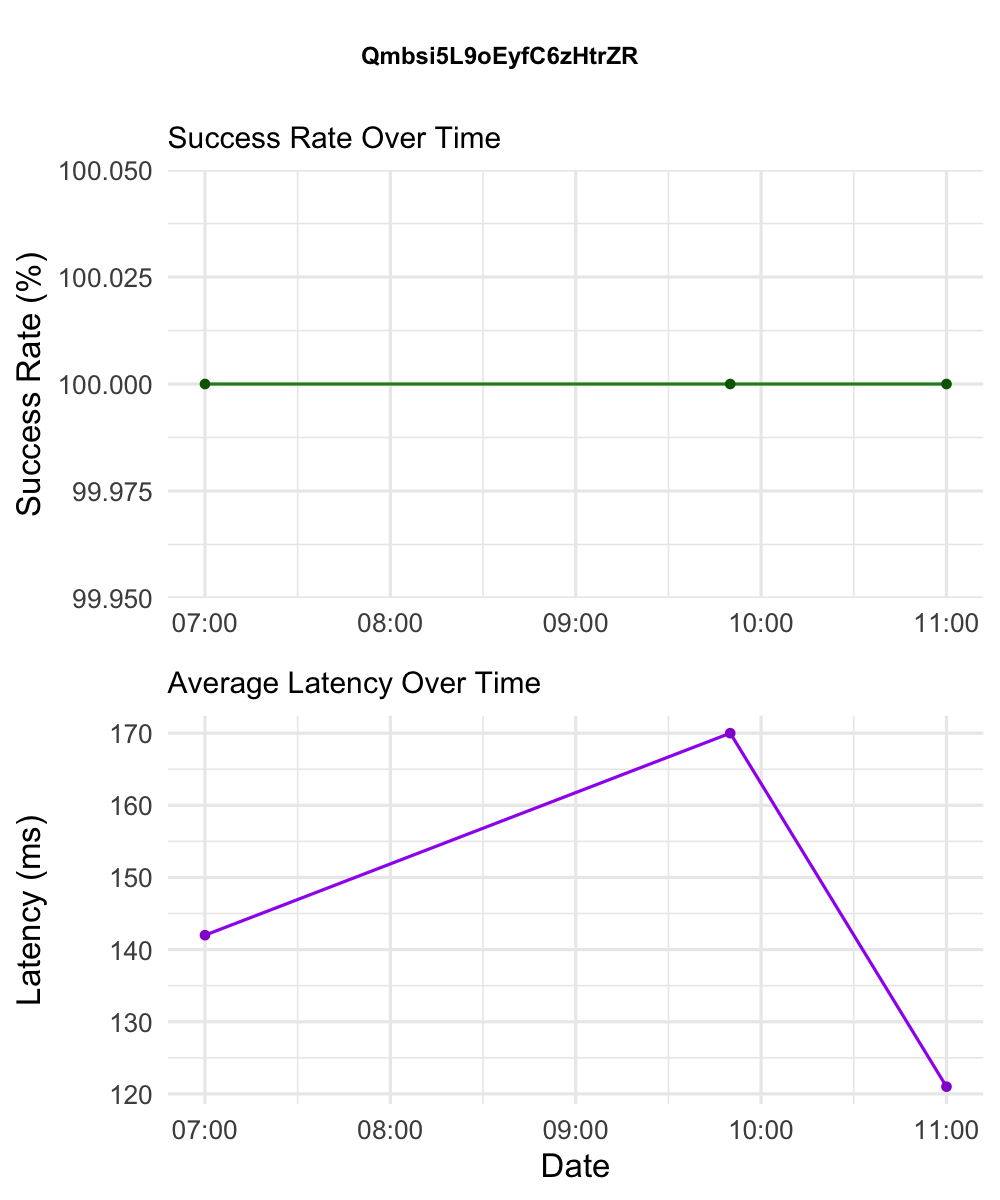 Qmbsi5L9oEyfC6zHtrZR
Success Rate Over Time
Success Rate (%)
100.050
100.025
100.000
99.975
99.950
07:00 08:00 09:00 10:00 11:00
Average Latency Over Time
Latency (ms)
170
160
150
140
130
120
07:00 08:00 09:00 10:00 11:00
Date